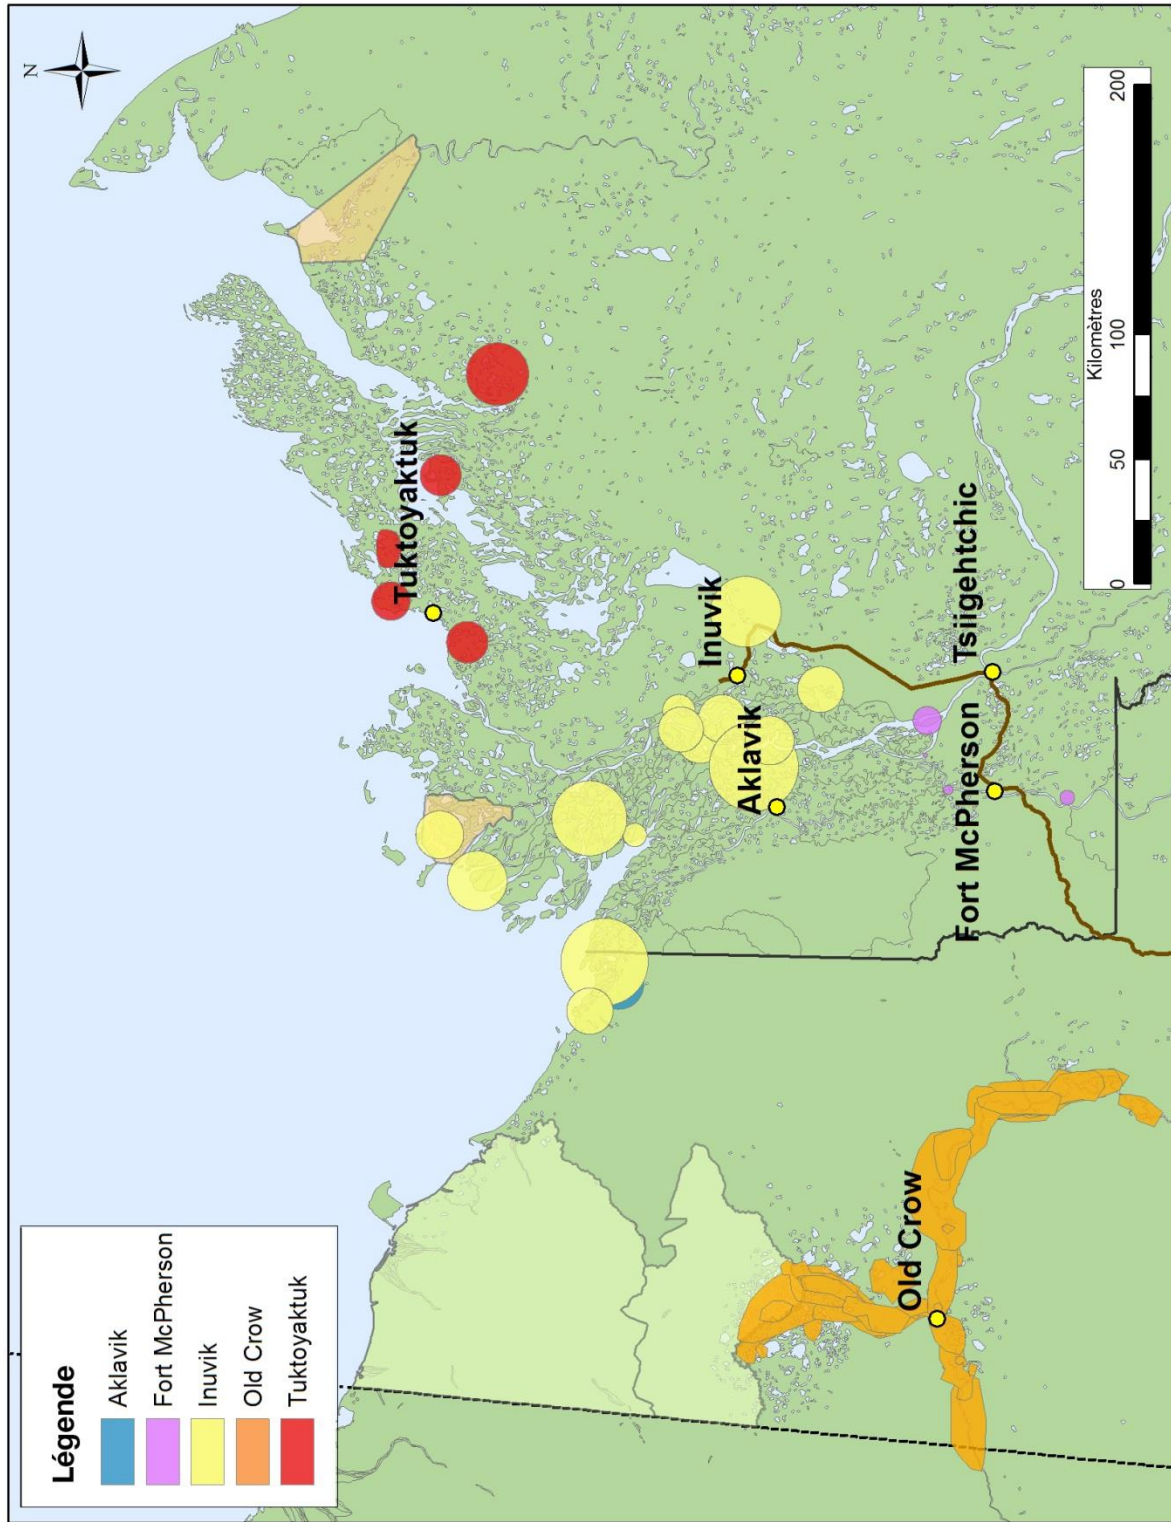 Légende
Aklavik
Fort McPherson
Inuvik
Old Crow
Tuktoyaktuk
N
Tuktoyaktuk
Inuvik
Aklavik
Tsiigehtchic
Fort McPherson
Old Crow
Kilomètres
0 50 100 200